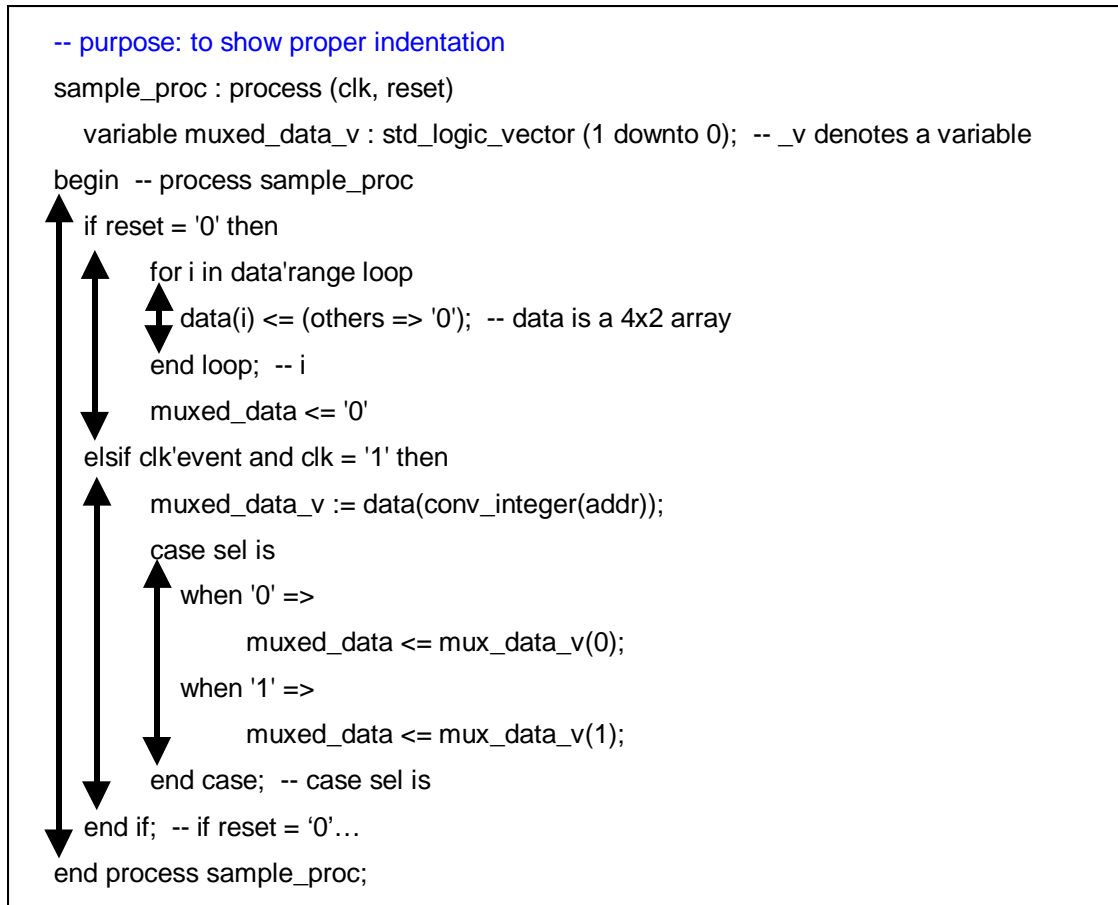 -- purpose: to show proper indentation
sample_proc : process (clk, reset)
variable muxed_data_v : std_logic_vector (1 downto 0);  -- _v denotes a variable
begin  -- process sample_proc
if reset = '0' then
for i in data'range loop
data(i) <= (others => '0');  -- data is a 4x2 array
end loop;  -- i
muxed_data <= '0'
elsif clk'event and clk = '1' then
muxed_data_v := data(conv_integer(addr));
case sel is
when '0' =>
muxed_data <= mux_data_v(0);
when '1' =>
muxed_data <= mux_data_v(1);
end case;  -- case sel is
end if;  -- if reset = ‘0’…
end process sample_proc;